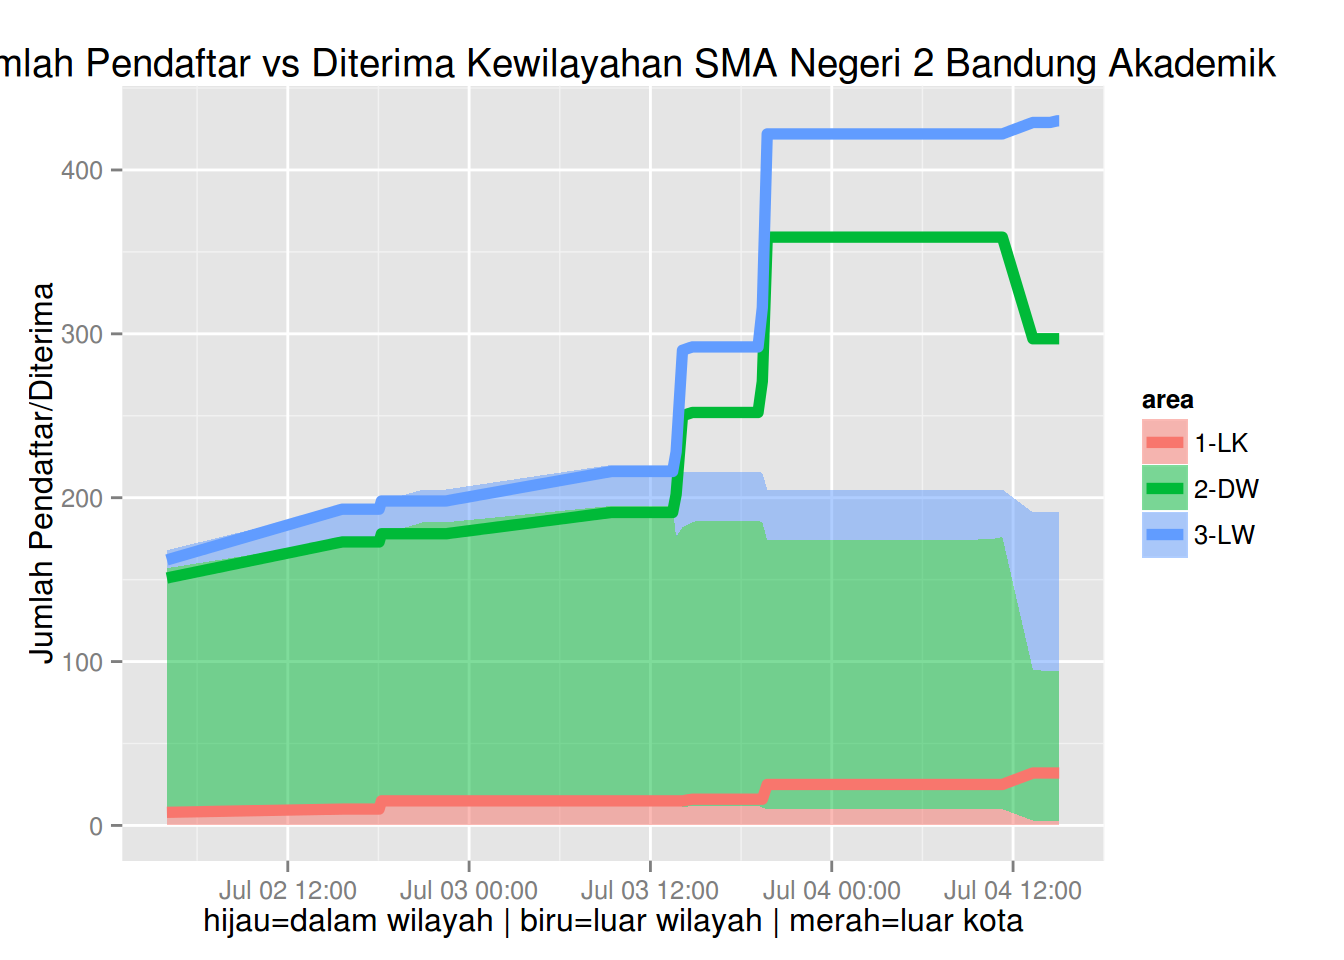 mlah Pendaftar vs Diterima Kewilayahan SMA Negeri 2 Bandung Akademik
Jumlah Pendaftar/Diterima
400
300
200
100
0
Jul 02 12:00
Jul 03 00:00
Jul 03 12:00
Jul 04 00:00
Jul 04 12:00
hijau=dalam wilayah | biru=luar wilayah | merah=luar kota
area
1-LK
2-DW
3-LW